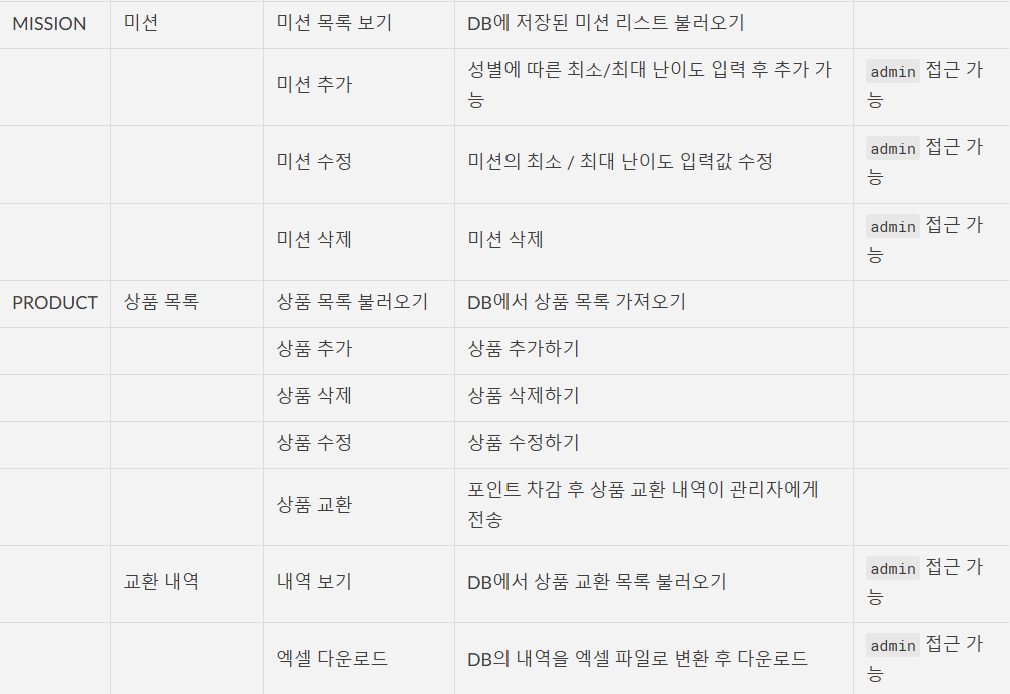 MISSION 미션 미션 목록 보기 DB에 저장된 미션 리스트 불러오기
미션 추가 성별에 따른 최소/최대 난이도 입력 후 추가 가
능 admin 접근 가
능
미션 수정 미션의 최소 / 최대 난이도 입력값 수정 admin 접근 가
능
미션 삭제 미션 삭제 admin 접근 가
능
PRODUCT 상품 목록 상품 목록 불러오기 DB에서 상품 목록 가져오기
상품 추가 상품 추가하기
상품 삭제 상품 삭제하기
상품 수정 상품 수정하기
상품 교환 포인트 차감 후 상품 교환 내역이 관리자에게
전송
교환 내역 내역 보기 DB에서 상품 교환 목록 불러오기 admin 접근 가
능
엑셀 다운로드 DB의 내역을 엑셀 파일로 변환 후 다운로드 admin 접근 가
능